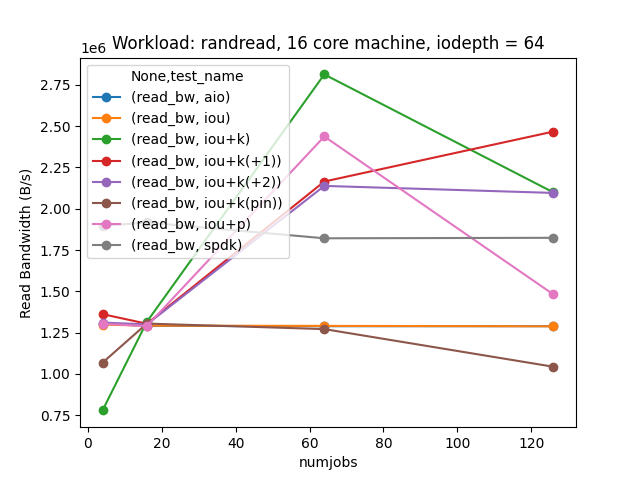 Workload: randread, 16 core machine, iodepth = 64
1e6
None,test_name
(read_bw, aio)
(read_bw, iou)
(read_bw, iou+k)
(read_bw, iou+k(+1))
(read_bw, iou+k(+2))
(read_bw, iou+k(pin))
(read_bw, iou+p)
(read_bw, spdk)
Read Bandwidth (B/s)
2.75
2.50
2.25
2.00
1.75
1.50
1.25
1.00
0.75
0 20 40 60 80 100 120
numjobs